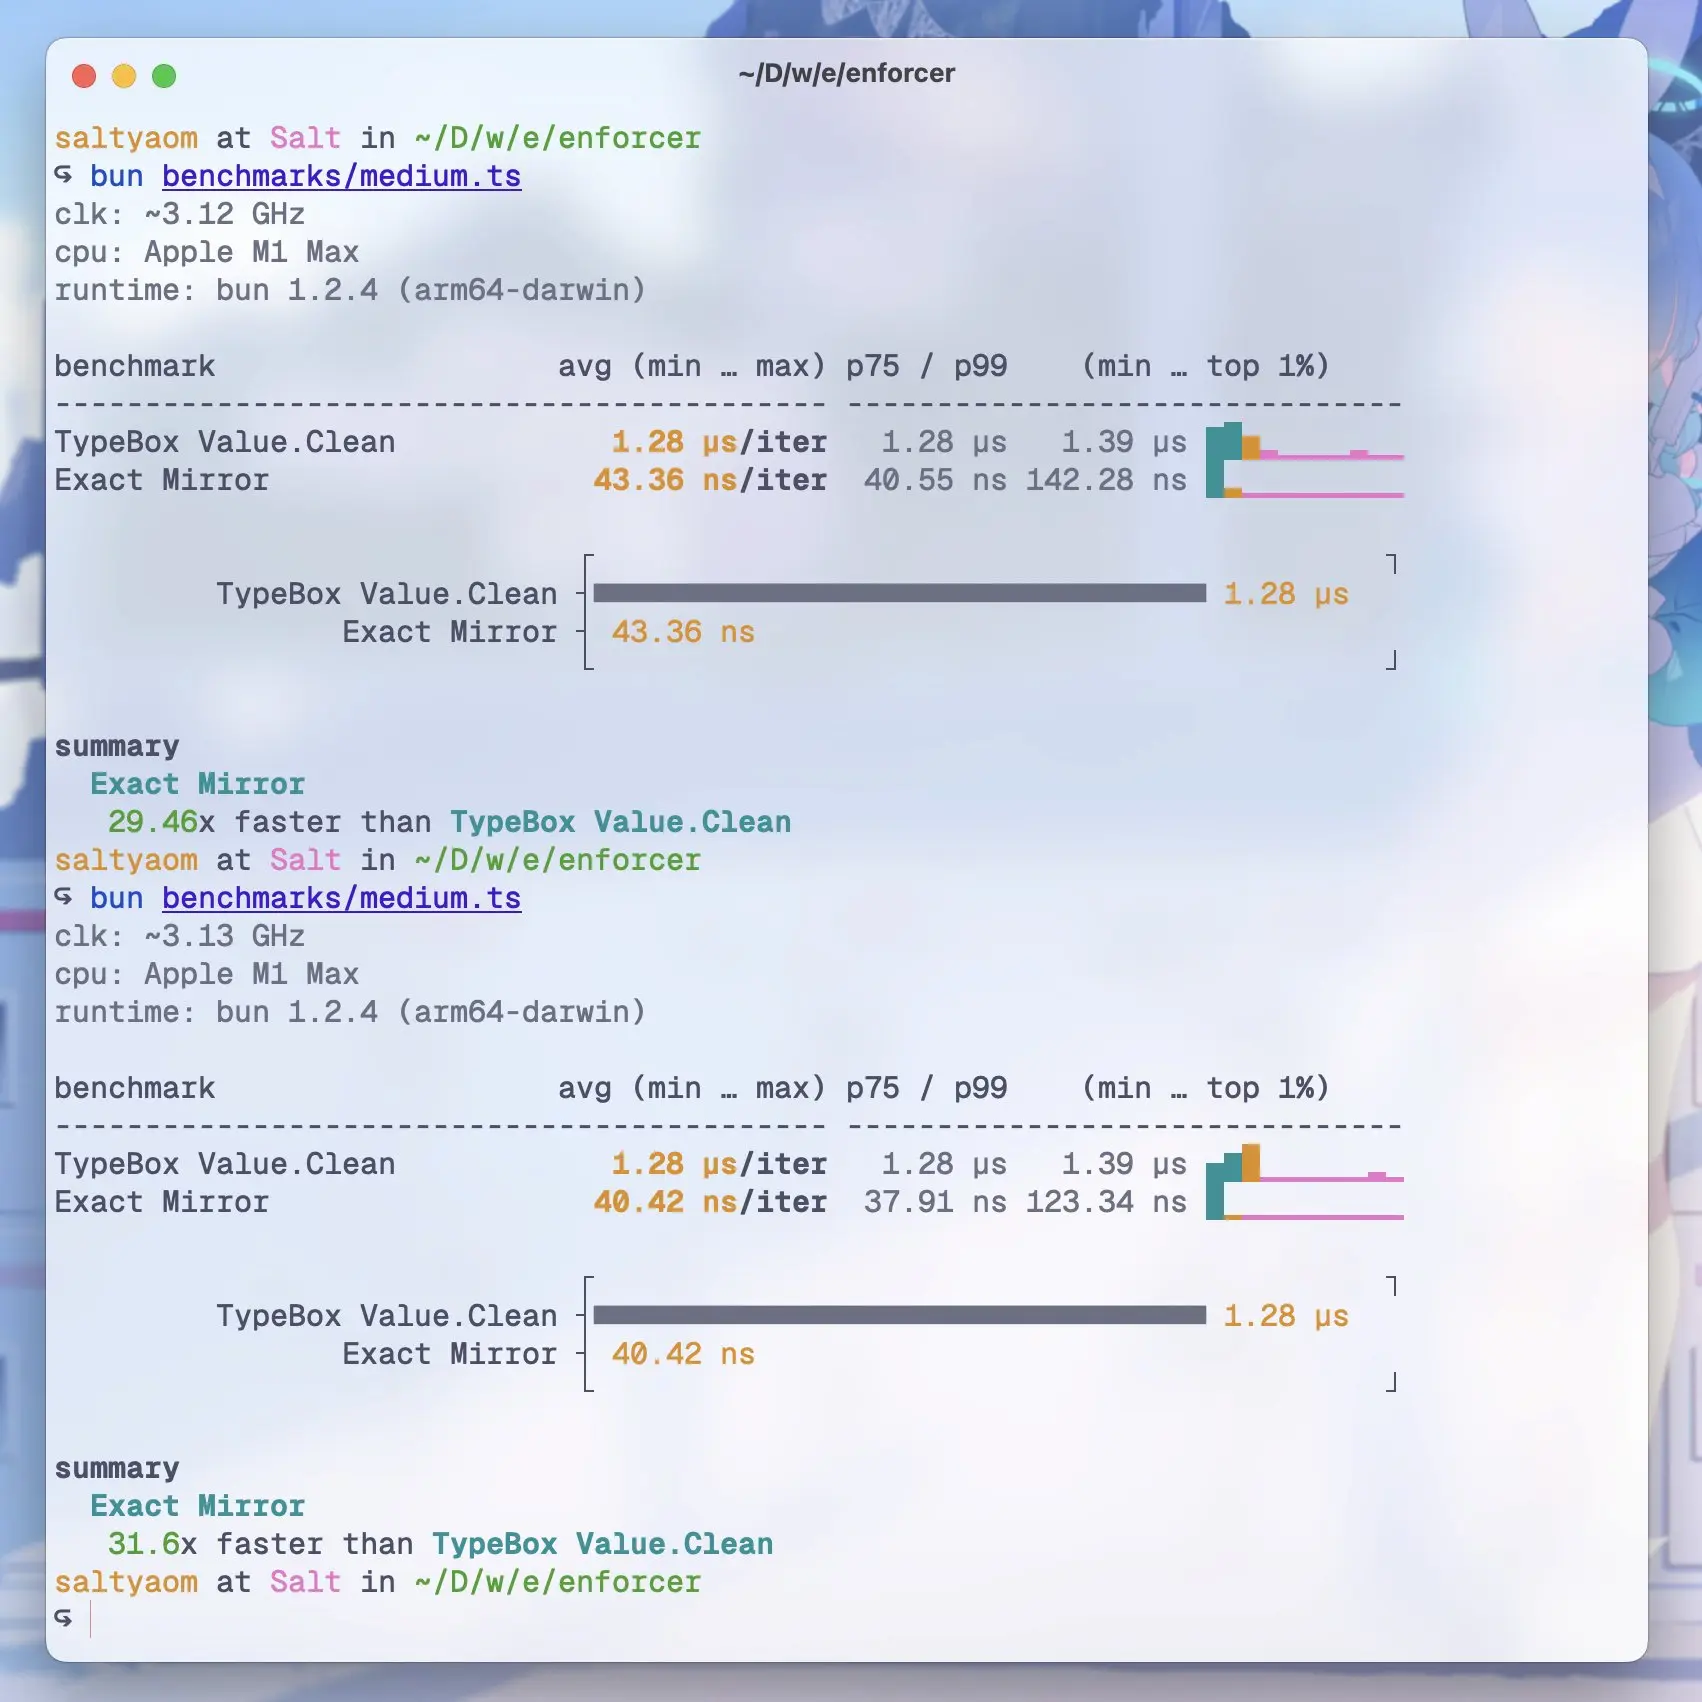 ~/D/w/e/enforcer
saltyaom at Salt in ~/D/w/e/enforcer
↪ bun benchmarks/medium.ts
clk: ~3.12 GHz
cpu: Apple M1 Max
runtime: bun 1.2.4 (arm64-darwin)
benchmark avg (min … max) p75 / p99 (min … top 1%)
------------------------------------------- -------------------------------
TypeBox Value.Clean 1.28 µs/iter 1.28 µs 1.39 µs
Exact Mirror 43.36 ns/iter 40.55 ns 142.28 ns
TypeBox Value.Clean 1.28 µs
Exact Mirror 43.36 ns
summary
Exact Mirror
29.46x faster than TypeBox Value.Clean
saltyaom at Salt in ~/D/w/e/enforcer
↪ bun benchmarks/medium.ts
clk: ~3.13 GHz
cpu: Apple M1 Max
runtime: bun 1.2.4 (arm64-darwin)
benchmark avg (min … max) p75 / p99 (min … top 1%)
------------------------------------------- -------------------------------
TypeBox Value.Clean 1.28 µs/iter 1.28 µs 1.39 µs
Exact Mirror 40.42 ns/iter 37.91 ns 123.34 ns
TypeBox Value.Clean 1.28 µs
Exact Mirror 40.42 ns
summary
Exact Mirror
31.6x faster than TypeBox Value.Clean
saltyaom at Salt in ~/D/w/e/enforcer
↪